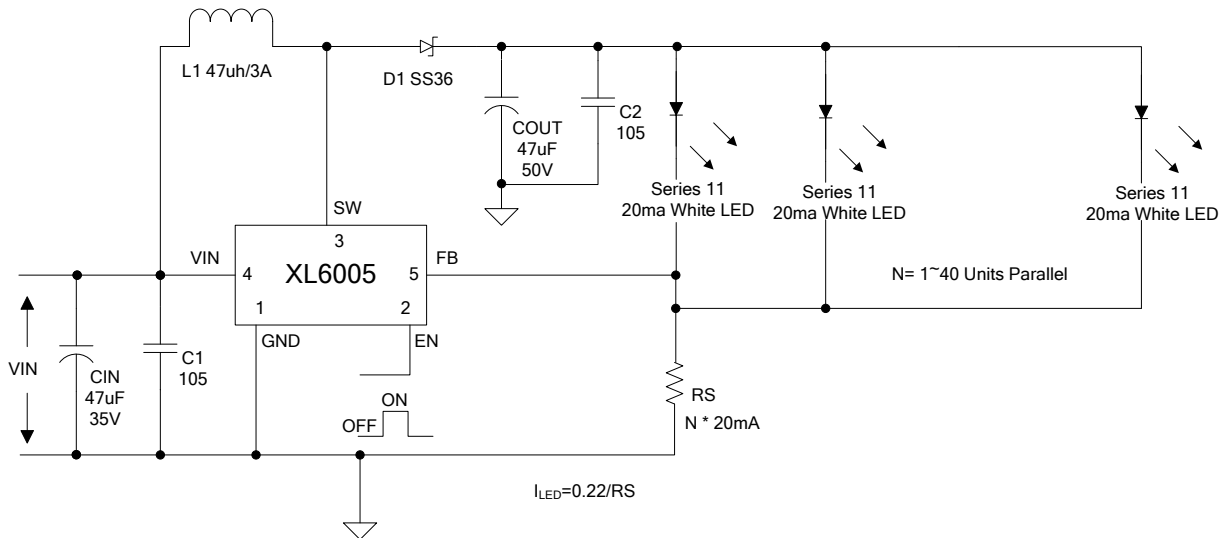 L1 47uh/3A
D1 SS36
COUT
47uF
50V
C2
105
Series 11
20ma White LED
Series 11
20ma White LED
Series 11
20ma White LED
SW
3
VIN
4
XL6005
5
FB
1
2
GND
EN
N= 1~40 Units Parallel
VIN
CIN
47uF
35V
C1
105
ON
OFF
RS
N * 20mA
ILED=0.22/RS